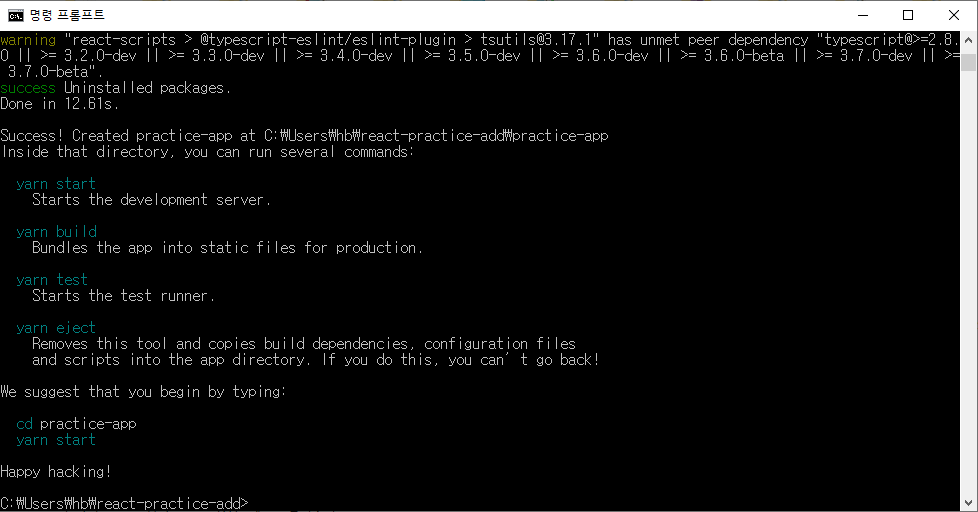 명령 프롬프트
warning "react-scripts > @typescript-eslint/eslint-plugin > tsutils@3.17.1" has unmet peer dependency "typescript@>=2.8.
0 || >= 3.2.0-dev || >= 3.3.0-dev || >= 3.4.0-dev || >= 3.5.0-dev || >= 3.6.0-dev || >= 3.6.0-beta || >= 3.7.0-dev || >=
 3.7.0-beta".
success Uninstalled packages.
Done in 12.61s.
Success! Created practice-app at C:₩Users₩hb₩react-practice-add₩practice-app
Inside that directory, you can run several commands:
yarn start
Starts the development server.
yarn build
Bundles the app into static files for production.
yarn test
Starts the test runner.
yarn eject
Removes this tool and copies build dependencies, configuration files
and scripts into the app directory. If you do this, you can’t go back!
We suggest that you begin by typing:
cd practice-app
yarn start
Happy hacking!
C:₩Users₩hb₩react-practice-add>